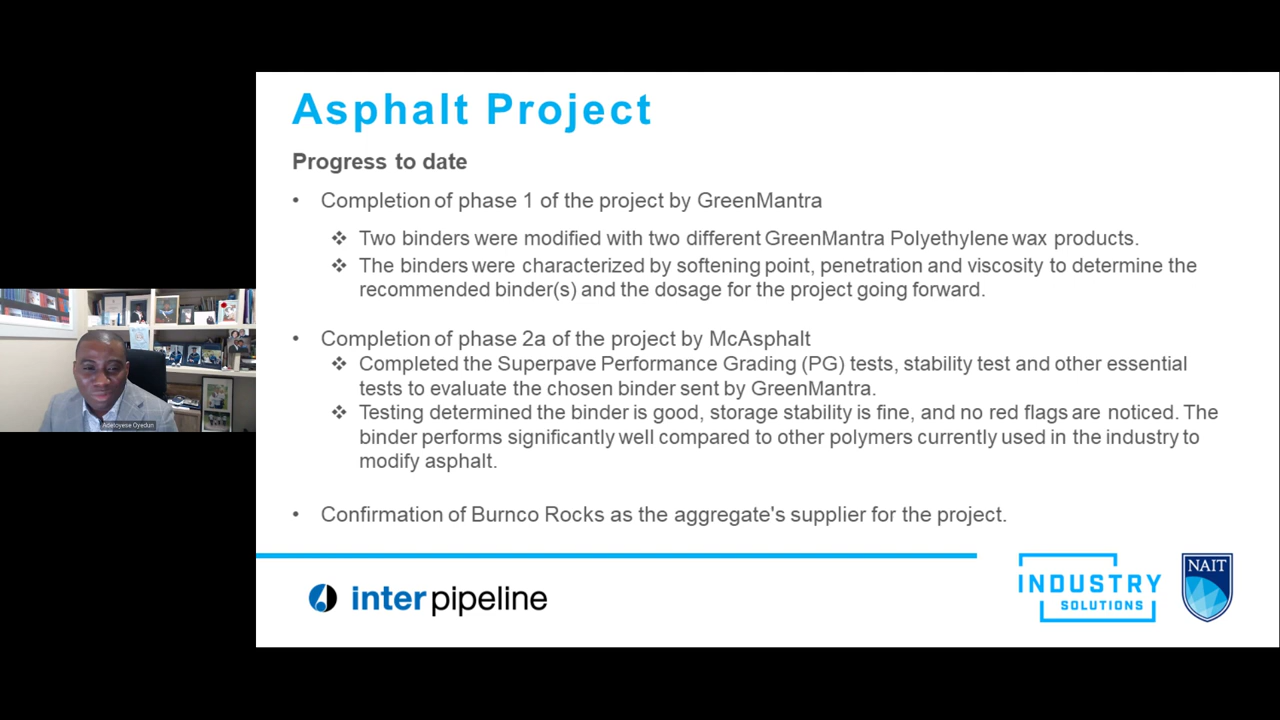 Asphalt Project
Progress to date
• Completion of phase 1 of the project by GreenMantra
❖ Two binders were modified with two different GreenMantra Polyethylene wax products.
❖ The binders were characterized by softening point, penetration and viscosity to determine the
recommended binder(s) and the dosage for the project going forward.
• Completion of phase 2a of the project by McAsphalt
❖ Completed the Superpave Performance Grading (PG) tests, stability test and other essential
tests to evaluate the chosen binder sent by GreenMantra.
❖ Testing determined the binder is good, storage stability is fine, and no red flags are noticed. The
binder performs significantly well compared to other polymers currently used in the industry to
modify asphalt.
• Confirmation of Burnco Rocks as the aggregate's supplier for the project.
Adetoyese Oyedun
inter pipeline
INDUSTRY
SOLUTIONS
NAIT